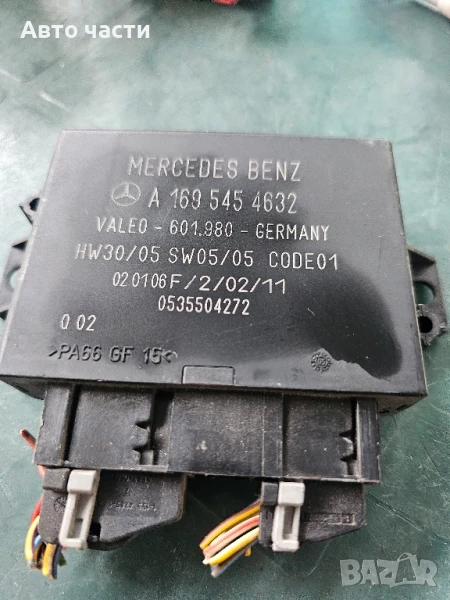 Авто части
MERCEDES BENZ
A 169 545 4632
VALEO - 601.980 - GERMANY
HW30/05 SW05/05 CODE01
020106F/2/02/11
0535504272
Q 02
>PA66 GF 15<
BAZAR